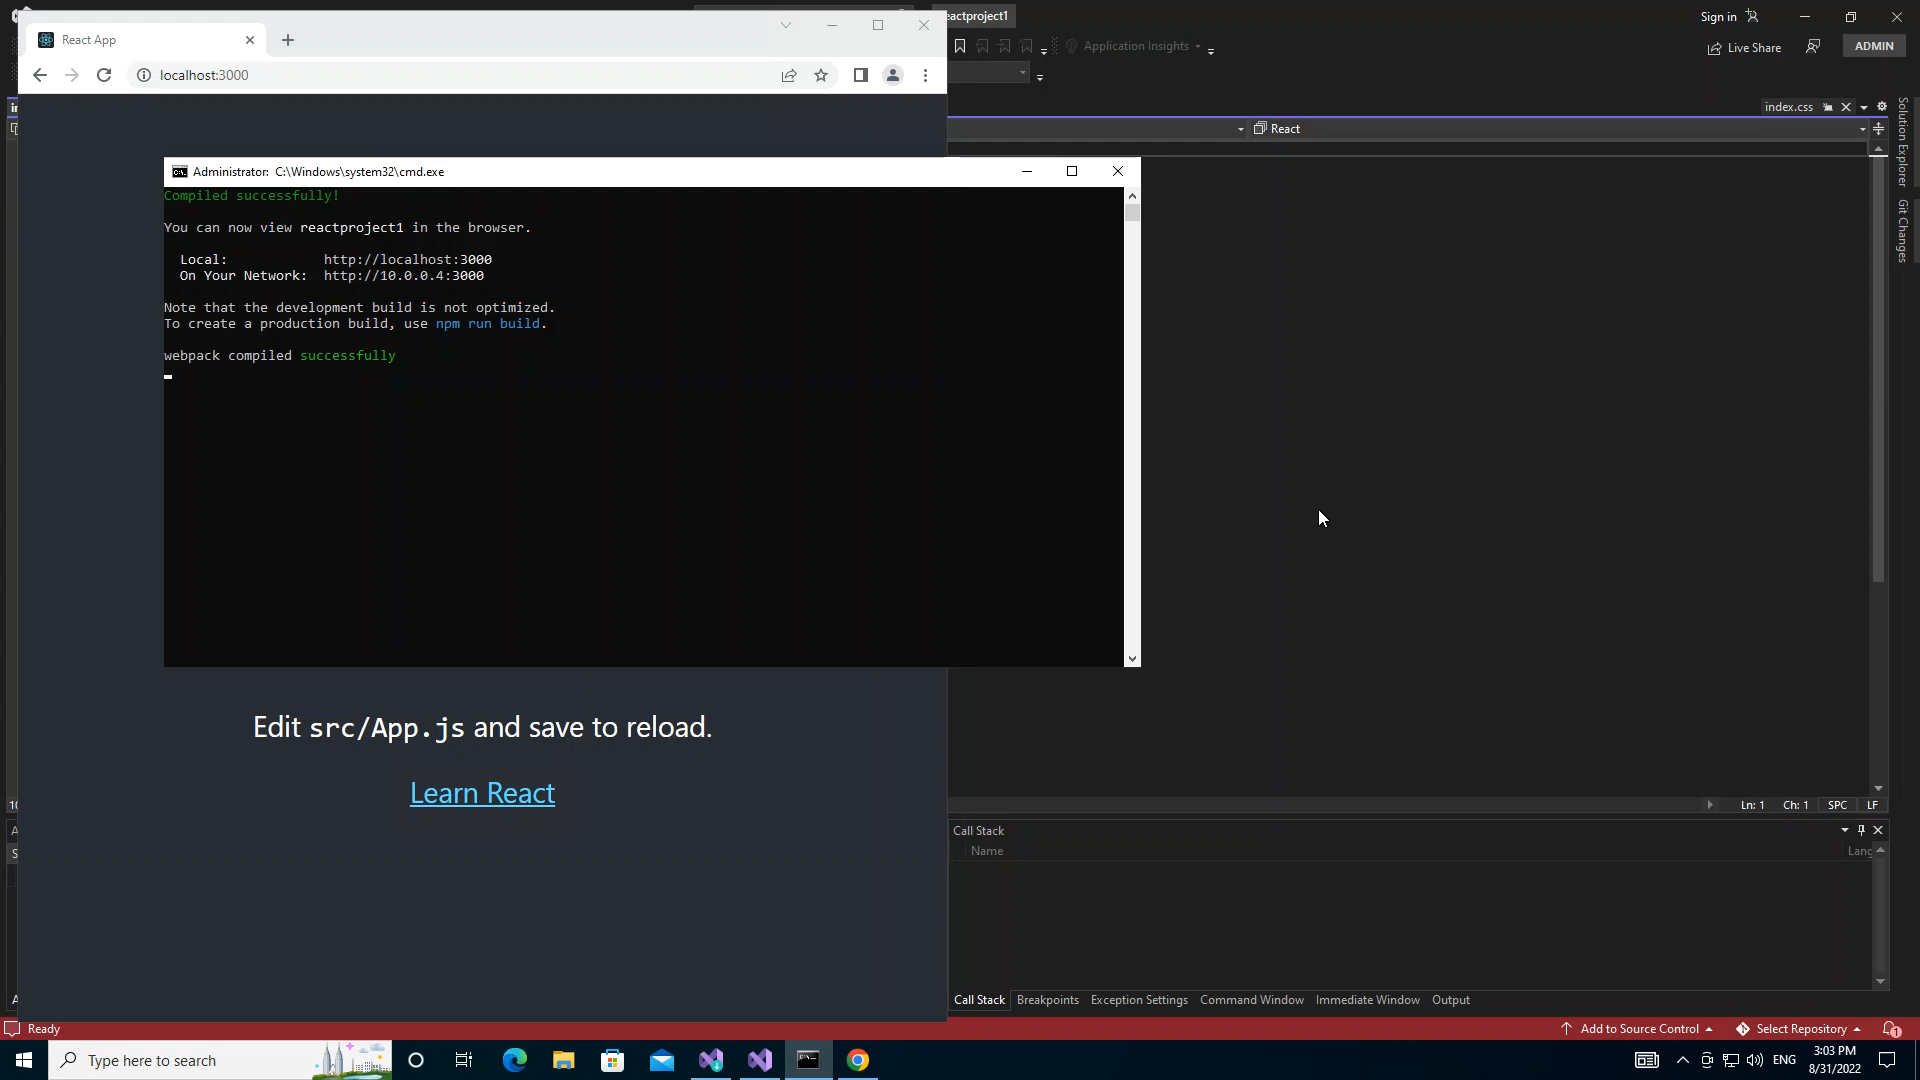 React App
localhost:3000
eactproject1
Sign in
Application Insights
Live Share
ADMIN
index.css
React
Solution Explorer
Git Changes
Administrator: C:\Windows\system32\cmd.exe
Compiled successfully!
You can now view reactproject1 in the browser.
Local: http://localhost:3000
On Your Network: http://10.0.0.4:3000
Note that the development build is not optimized.
To create a production build, use npm run build.
webpack compiled successfully
Edit src/App.js and save to reload.
Learn React
Ln: 1 Ch: 1 SPC LF
Call Stack
Name
Lang
Call Stack Breakpoints Exception Settings Command Window Immediate Window Output
Ready
Add to Source Control
Select Repository
1
Type here to search
ENG
3:03 PM
8/31/2022